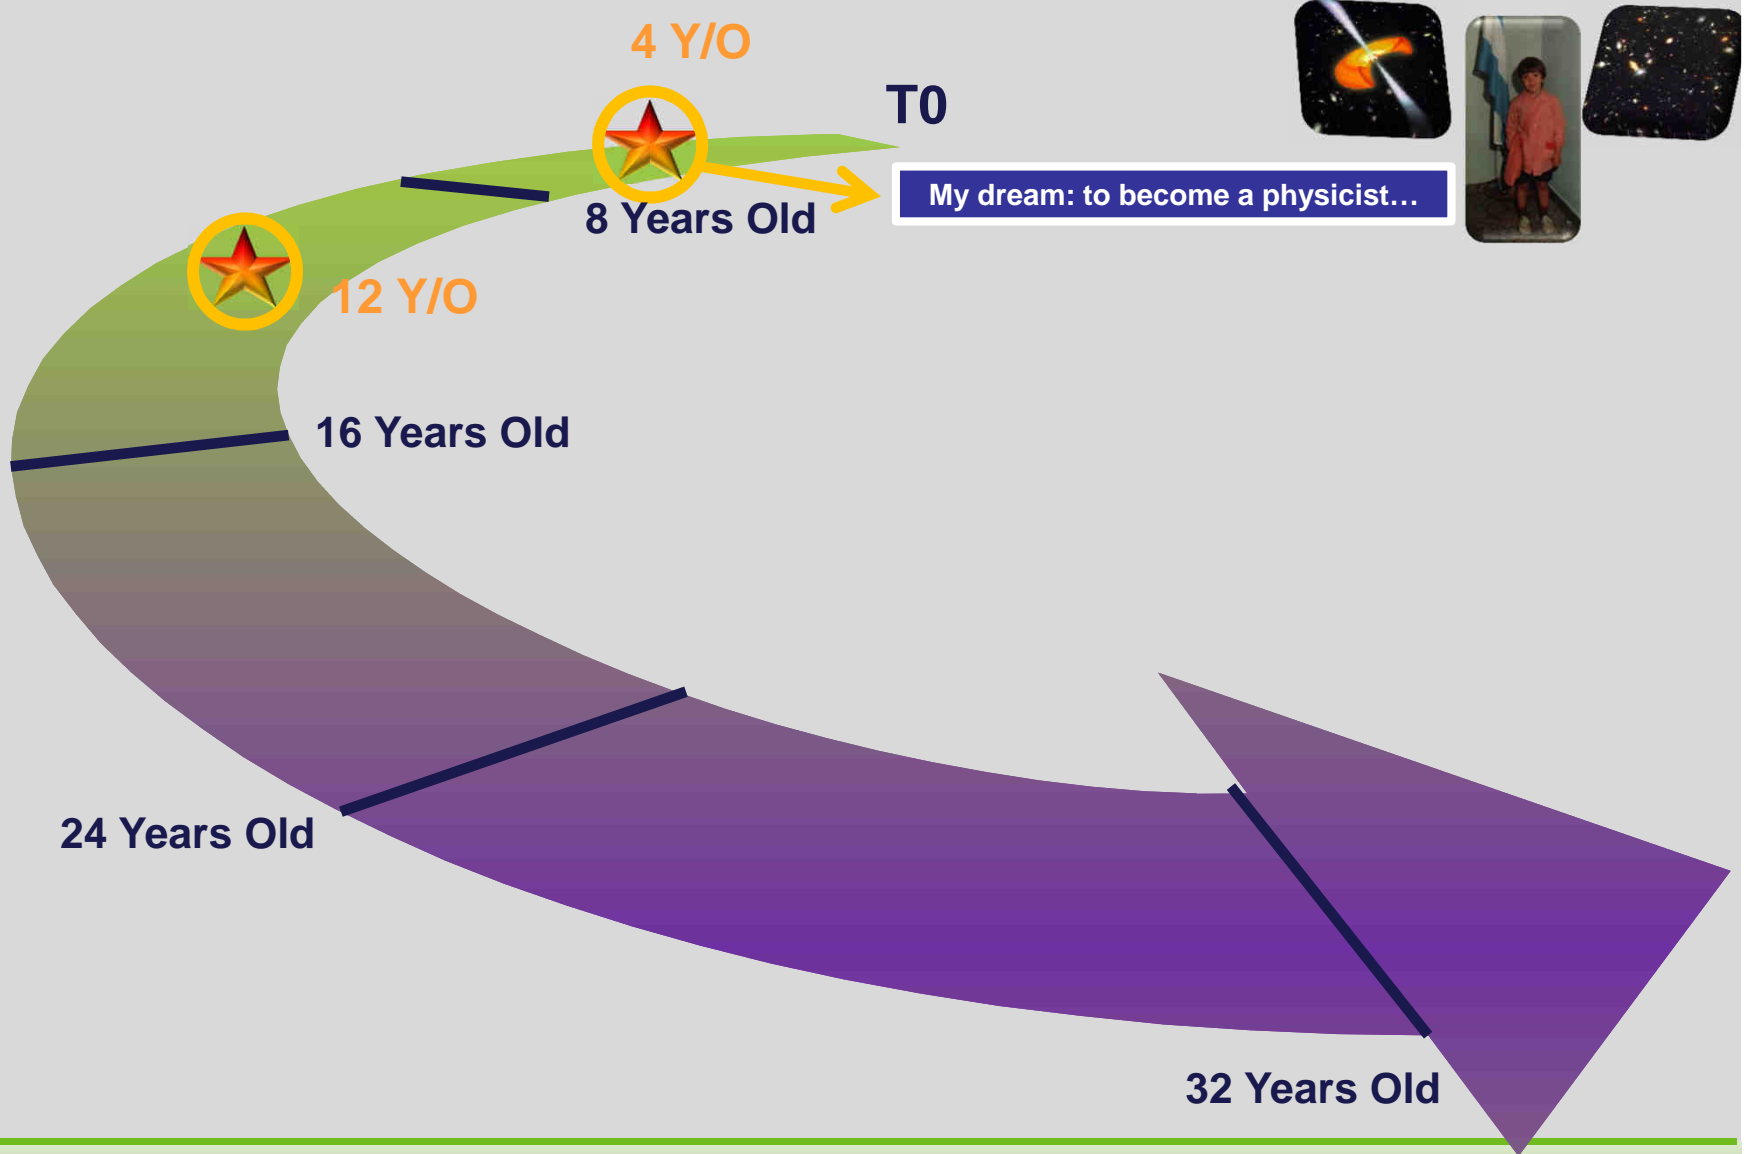 4 Y/O
T0
My dream: to become a physicist…
8 Years Old
12 Y/O
16 Years Old
24 Years Old
32 Years Old